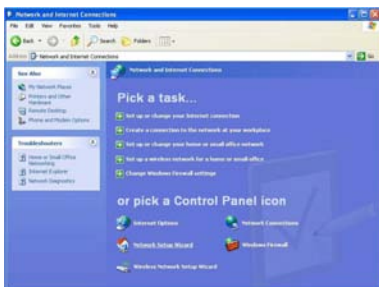 Network and Internet Connections
File Edit View Favorites Tools Help
Back Search Folders
Address Network and Internet Connections Go
See Also
My Network Places
Printers and Other Hardware
Remote Desktop
Phone and Modem Options
Troubleshooters
Home or Small Office Networking
Internet Explorer
Network Diagnostics
Network and Internet Connections
Pick a task...
Set up or change your Internet connection
Create a connection to the network at your workplace
Set up or change your home or small office network
Set up a wireless network for a home or small office
Change Windows Firewall settings
or pick a Control Panel icon
Internet Options
Network Connections
Network Setup Wizard
Windows Firewall
Wireless Network Setup Wizard